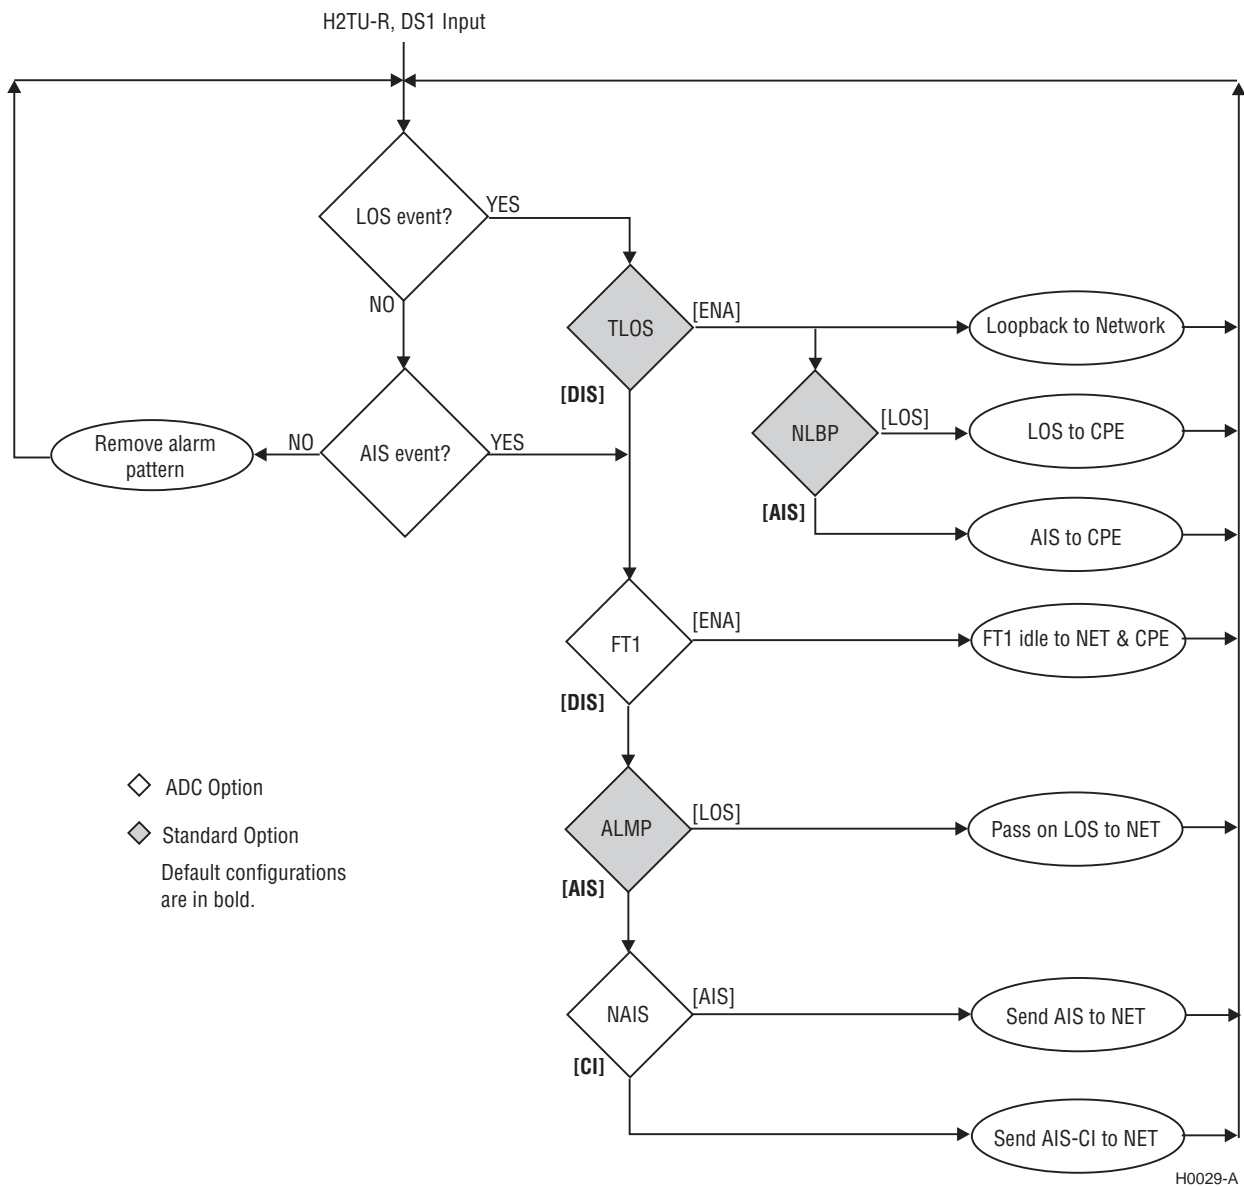 H2TU-R, DS1 Input
LOS event?
YES
NO
TLOS
[ENA]
[DIS]
Loopback to Network
NLBP
[LOS]
[AIS]
LOS to CPE
AIS to CPE
Remove alarm
pattern
NO
AIS event?
YES
FT1
[ENA]
[DIS]
FT1 idle to NET & CPE
ADC Option
Standard Option
Default configurations
are in bold.
ALMP
[LOS]
[AIS]
Pass on LOS to NET
NAIS
[AIS]
[CI]
Send AIS to NET
Send AIS-CI to NET
H0029-A